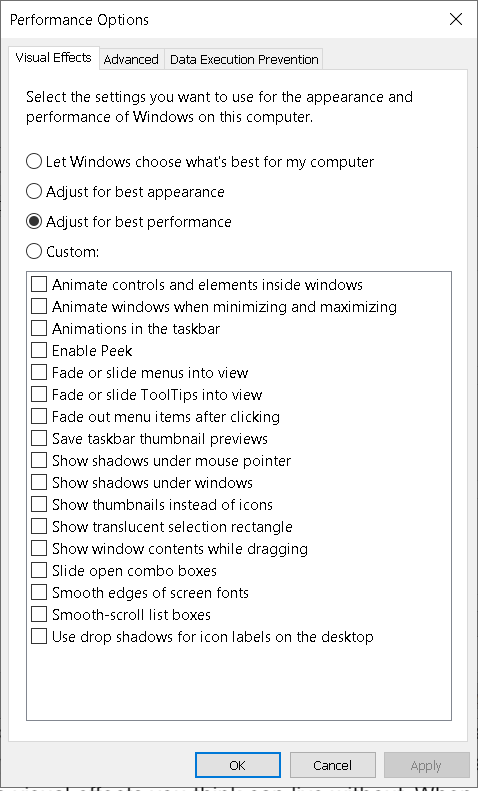 Performance Options
Visual Effects
Advanced
Data Execution Prevention
Select the settings you want to use for the appearance and
performance of Windows on this computer.
Let Windows choose what's best for my computer
Adjust for best appearance
Adjust for best performance
Custom:
Animate controls and elements inside windows
Animate windows when minimizing and maximizing
Animations in the taskbar
Enable Peek
Fade or slide menus into view
Fade or slide ToolTips into view
Fade out menu items after clicking
Save taskbar thumbnail previews
Show shadows under mouse pointer
Show shadows under windows
Show thumbnails instead of icons
Show translucent selection rectangle
Show window contents while dragging
Slide open combo boxes
Smooth edges of screen fonts
Smooth-scroll list boxes
Use drop shadows for icon labels on the desktop
OK
Cancel
Apply